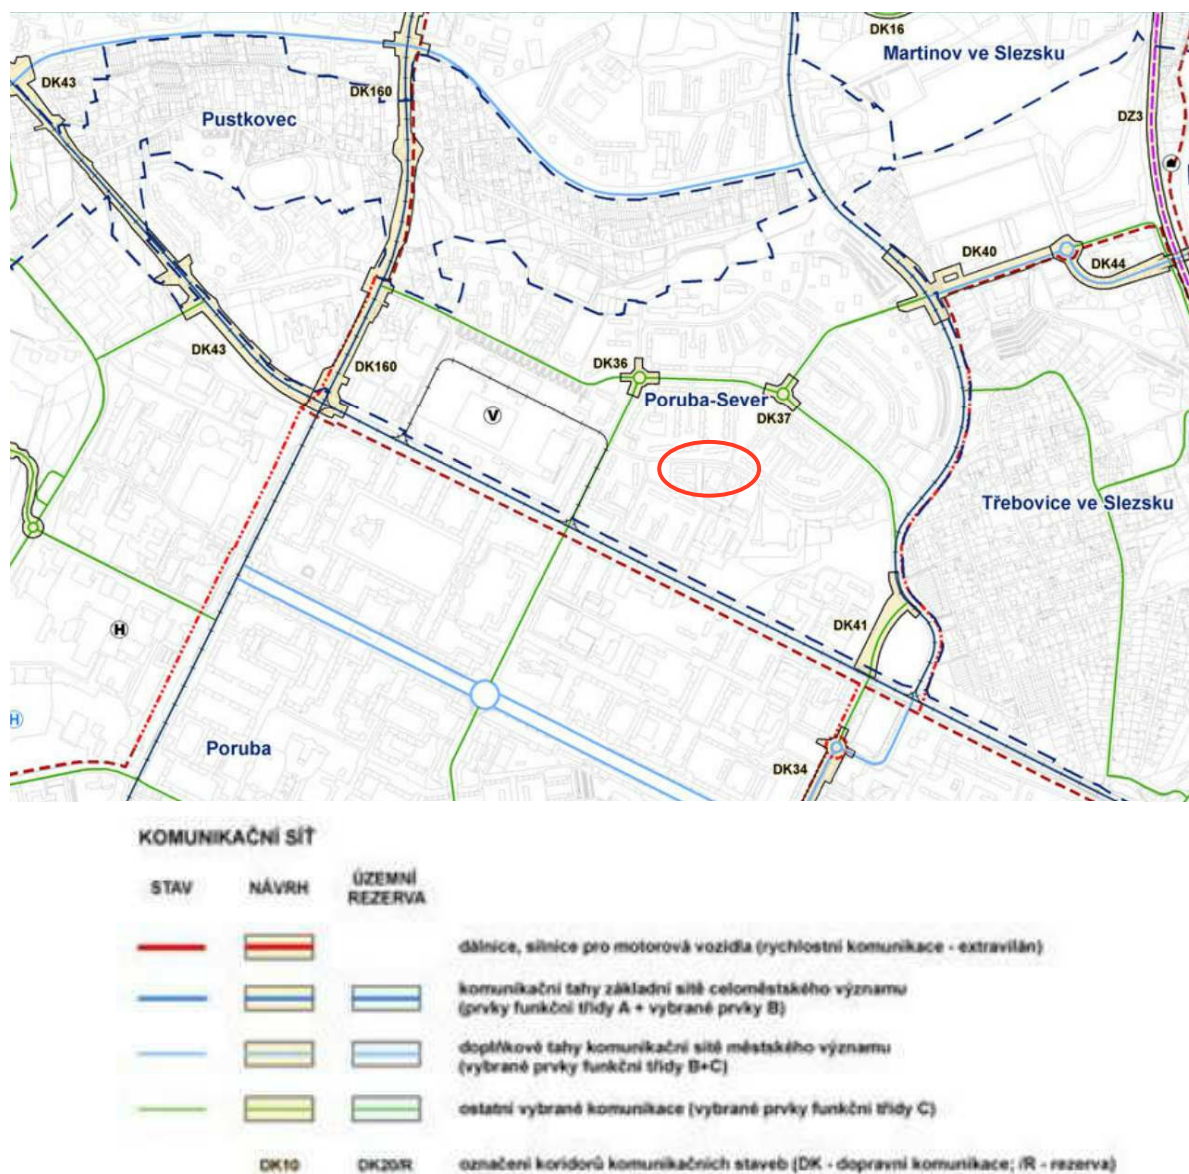 DK16
Martinov ve Slezsku
DK43
DK160
Pustkovec
DZ3
DK40
DK44
DK43
DK160
DK36
Poruba-Sever
DK37
V
Třebovice ve Slezsku
H
DK41
H
Poruba
DK34
KOMUNIKAČNÍ SÍŤ
STAV NÁVRH ÚZEMNÍ
REZERVA
dálnice, silnice pro motorová vozidla (rychlostní komunikace - extravilán)
komunikační tahy základní sítě celoměstského významu
(prvky funkční třídy A + vybrané prvky B)
doplňkové tahy komunikační sítě městského významu
(vybrané prvky funkční třídy B+C)
ostatní vybrané komunikace (vybrané prvky funkční třídy C)
DK10 DK20/R označení koridorů komunikačních staveb (DK - dopravní komunikace; /R - rezerva)